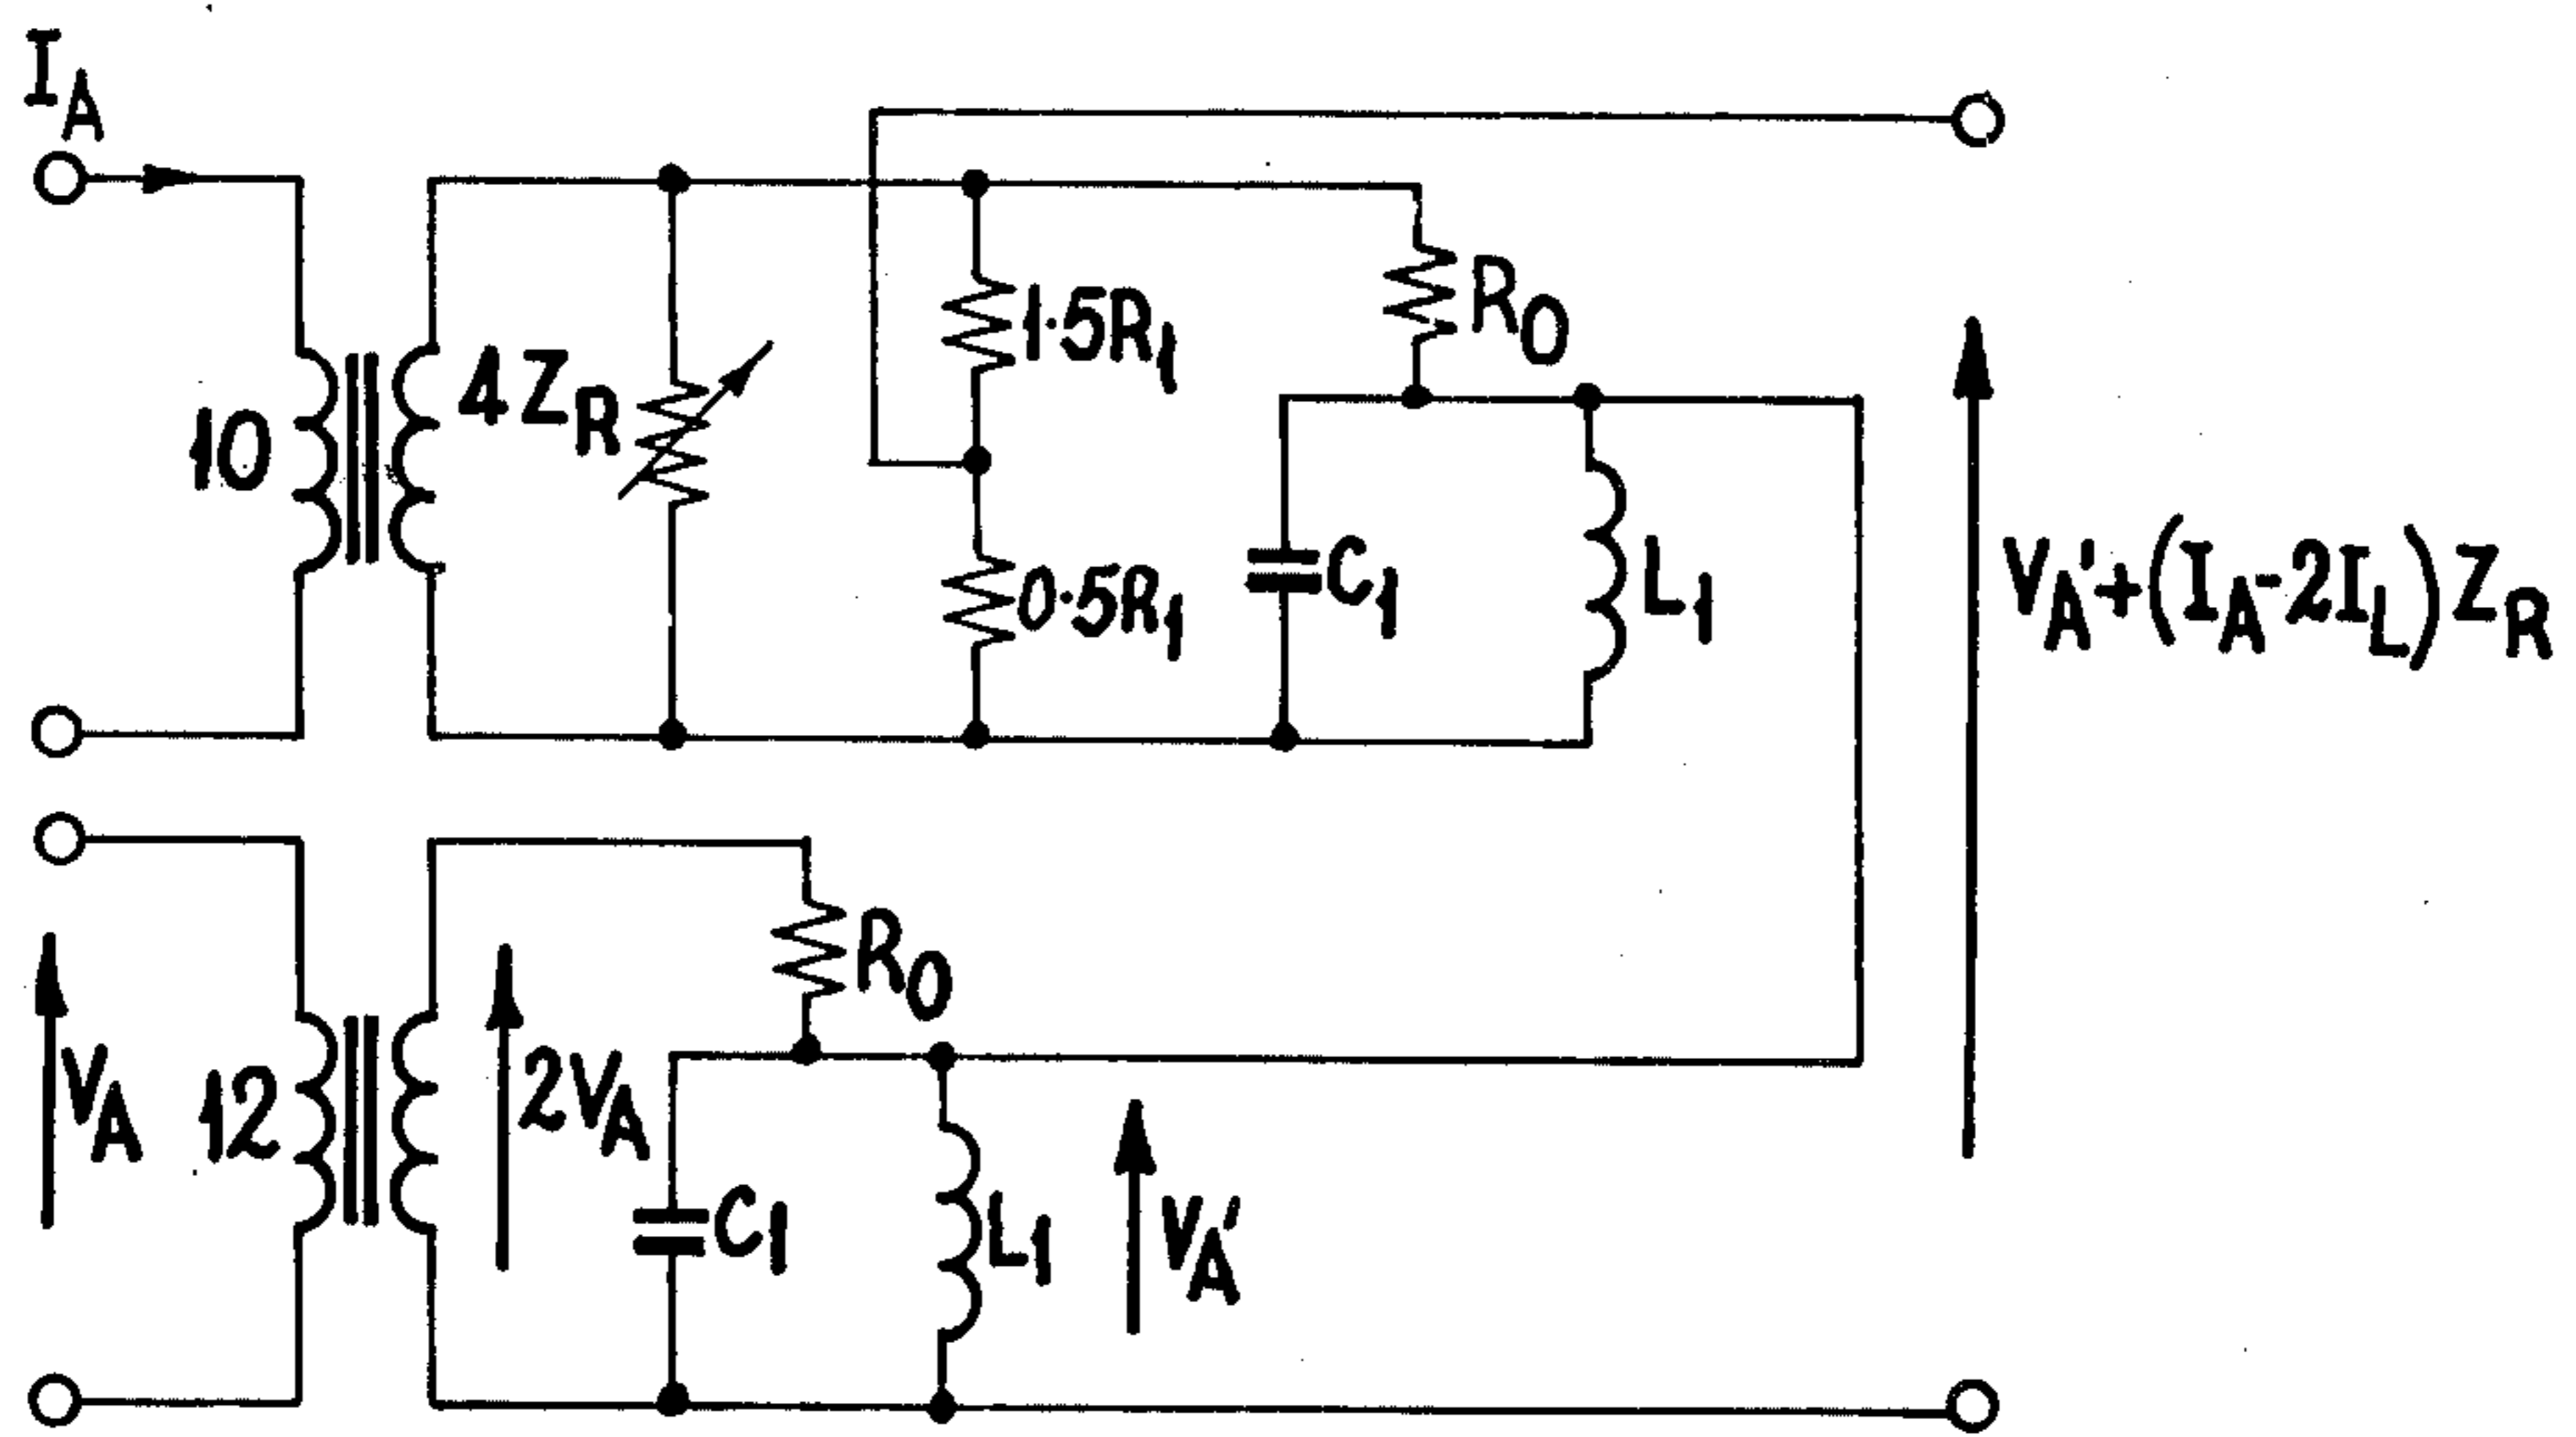 I_A
10
4Z_R
1·5R_1
0·5R_1
R_0
C_1
L_1
V_A'+(I_A-2I_L)Z_R
V_A
12
2V_A
R_0
C_1
L_1
V_A'